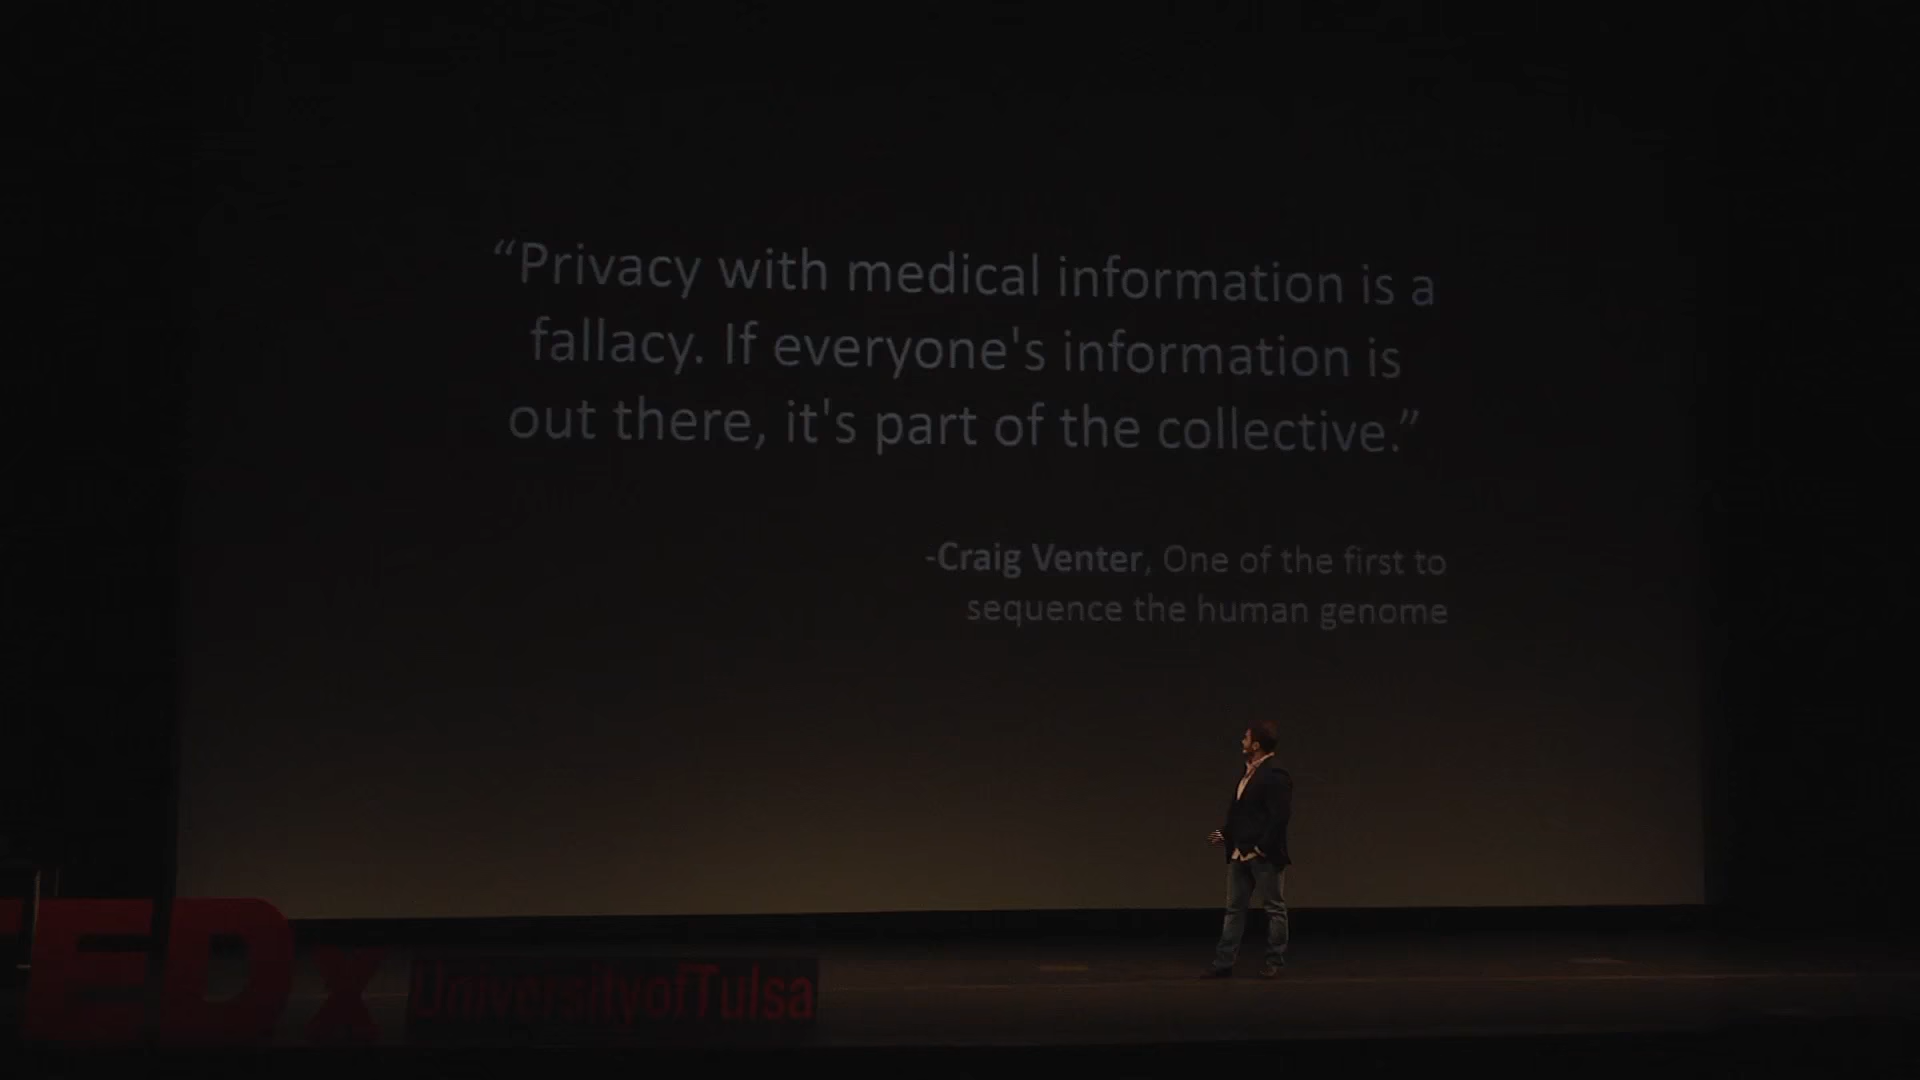 “Privacy with medical information is a
fallacy. If everyone's information is
out there, it's part of the collective.”
-Craig Venter, One of the first to
sequence the human genome
TEDx UniversityofTulsa